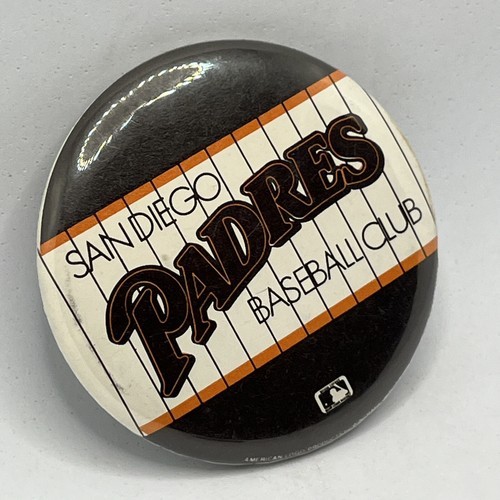 SAN DIEGO
PADRES
BASEBALL CLUB